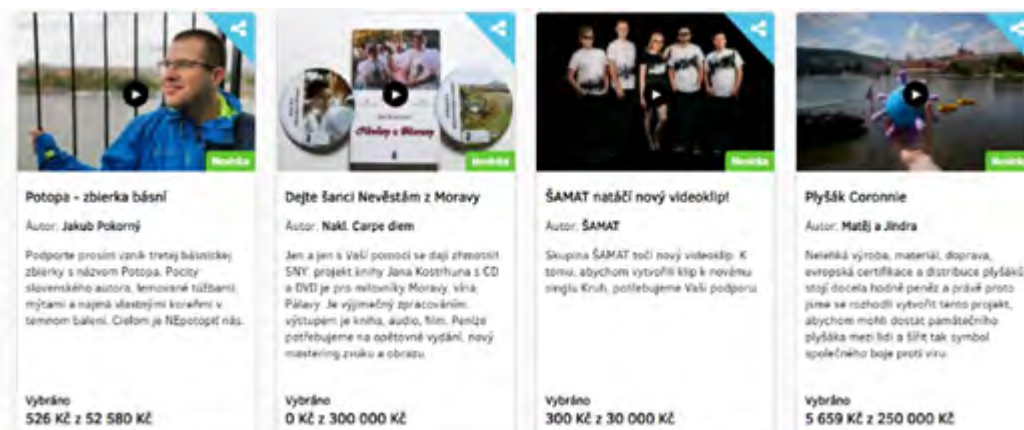 Novinka
Potopa - zbierka básní
Autor: Jakub Pokorný
Podporte prosím vznik tretej básnickej
zbierky s názvom Potopa. Pocity
slovenského autora, lemované túžbami,
mýtami a najmä vlastnými koreňmi v
temnom balení. Cieľom je NEpotopiť nás.
Vybráno
526 Kč z 52 580 Kč
Novinka
Dejte šanci Nevěstám z Moravy
Autor: Nakl. Carpe diem
Jen a jen s Vaší pomocí se dají zhmotnit
SNY: projekt knihy Jana Kostrhuna s CD
a DVD je pro milovníky Moravy, vína,
Pálavy. Je výjimečný zpracováním,
výstupem je kniha, audio, film. Peníze
potřebujeme na opětovné vydání, nový
mastering zvuku a obrazu.
Vybráno
0 Kč z 300 000 Kč
Novinka
ŠAMAT natáčí nový videoklip!
Autor: ŠAMAT
Skupina ŠAMAT točí nový videoklip. K
tomu, abychom vytvořili klip k novému
singlu Kruh, potřebujeme Vaši podporu.
Vybráno
300 Kč z 30 000 Kč
Novinka
Plyšák Coronnie
Autor: Matěj a Jindra
Nelehká výroba, materiál, doprava,
evropská certifikace a distribuce plyšáků
stojí docela hodně peněz a právě proto
jsme se rozhodli vytvořit tento projekt,
abychom mohli dostat památečního
plyšáka mezi lidi a šířit tak symbol
společného boje proti viru.
Vybráno
5 659 Kč z 250 000 Kč